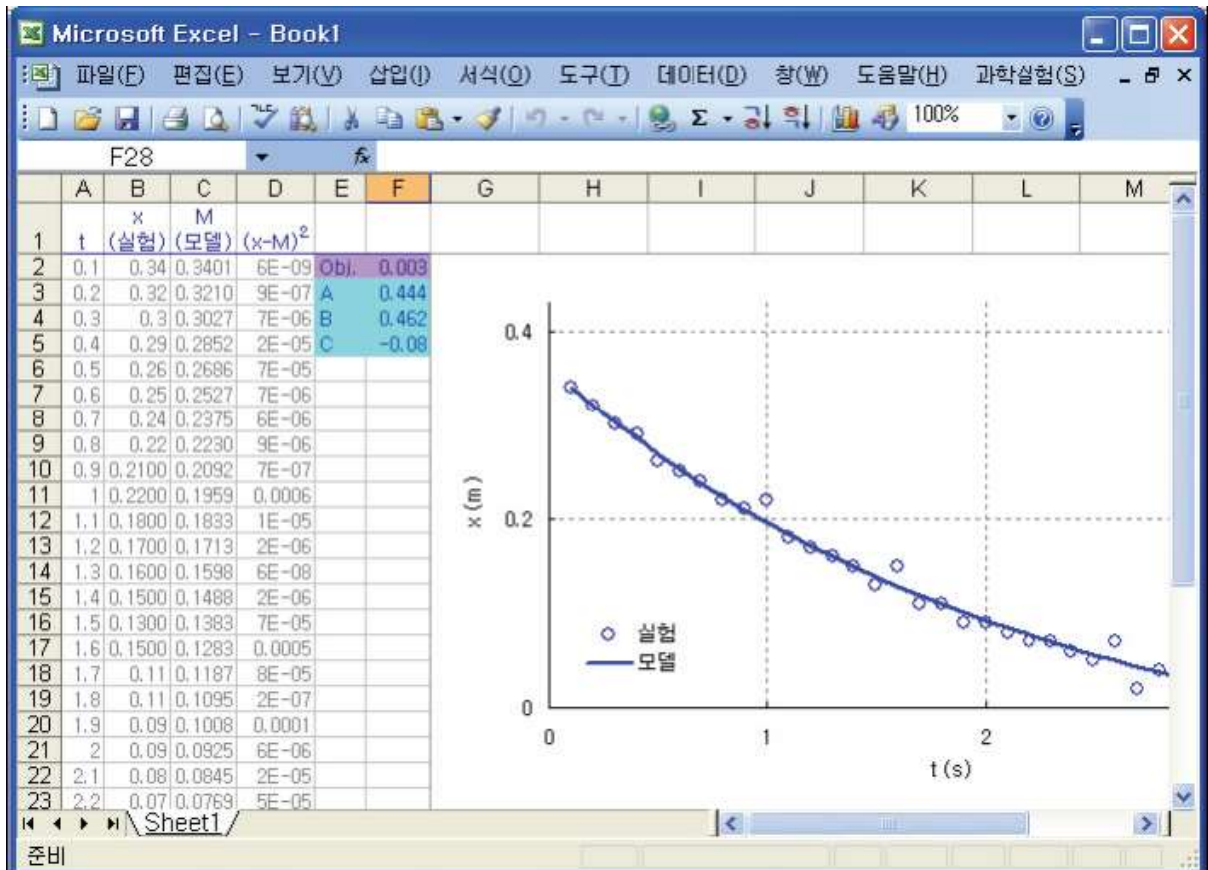 Microsoft Excel - Book1
파일(F) 편집(E) 보기(V) 삽입(I) 서식(O) 도구(T) 데이터(D) 창(W) 도움말(H) 과학실험(S)
100%
F28 fx
A B C D E F G H I J K L M
x M
1 t (실험) (모델) (x-M)²
2 0.1 0.34 0.3401 6E-09 Obj. 0.003
3 0.2 0.32 0.3210 9E-07 A 0.444
4 0.3 0.3 0.3027 7E-06 B 0.462
5 0.4 0.29 0.2852 2E-05 C -0.08
6 0.5 0.26 0.2686 7E-05
7 0.6 0.25 0.2527 7E-06
8 0.7 0.24 0.2375 6E-06
9 0.8 0.22 0.2230 9E-06
10 0.9 0.2100 0.2092 7E-07
11 1 0.2200 0.1959 0.0006
12 1.1 0.1800 0.1833 1E-05
13 1.2 0.1700 0.1713 2E-06
14 1.3 0.1600 0.1598 6E-08
15 1.4 0.1500 0.1488 2E-06
16 1.5 0.1300 0.1383 7E-05
17 1.6 0.1500 0.1283 0.0005
18 1.7 0.11 0.1187 8E-05
19 1.8 0.11 0.1095 2E-07
20 1.9 0.09 0.1008 0.0001
21 2 0.09 0.0925 6E-06
22 2.1 0.08 0.0845 2E-05
23 2.2 0.07 0.0769 5E-05
0.4
x (m)
0.2
실험
모델
0
0 1 2
t (s)
Sheet1
준비